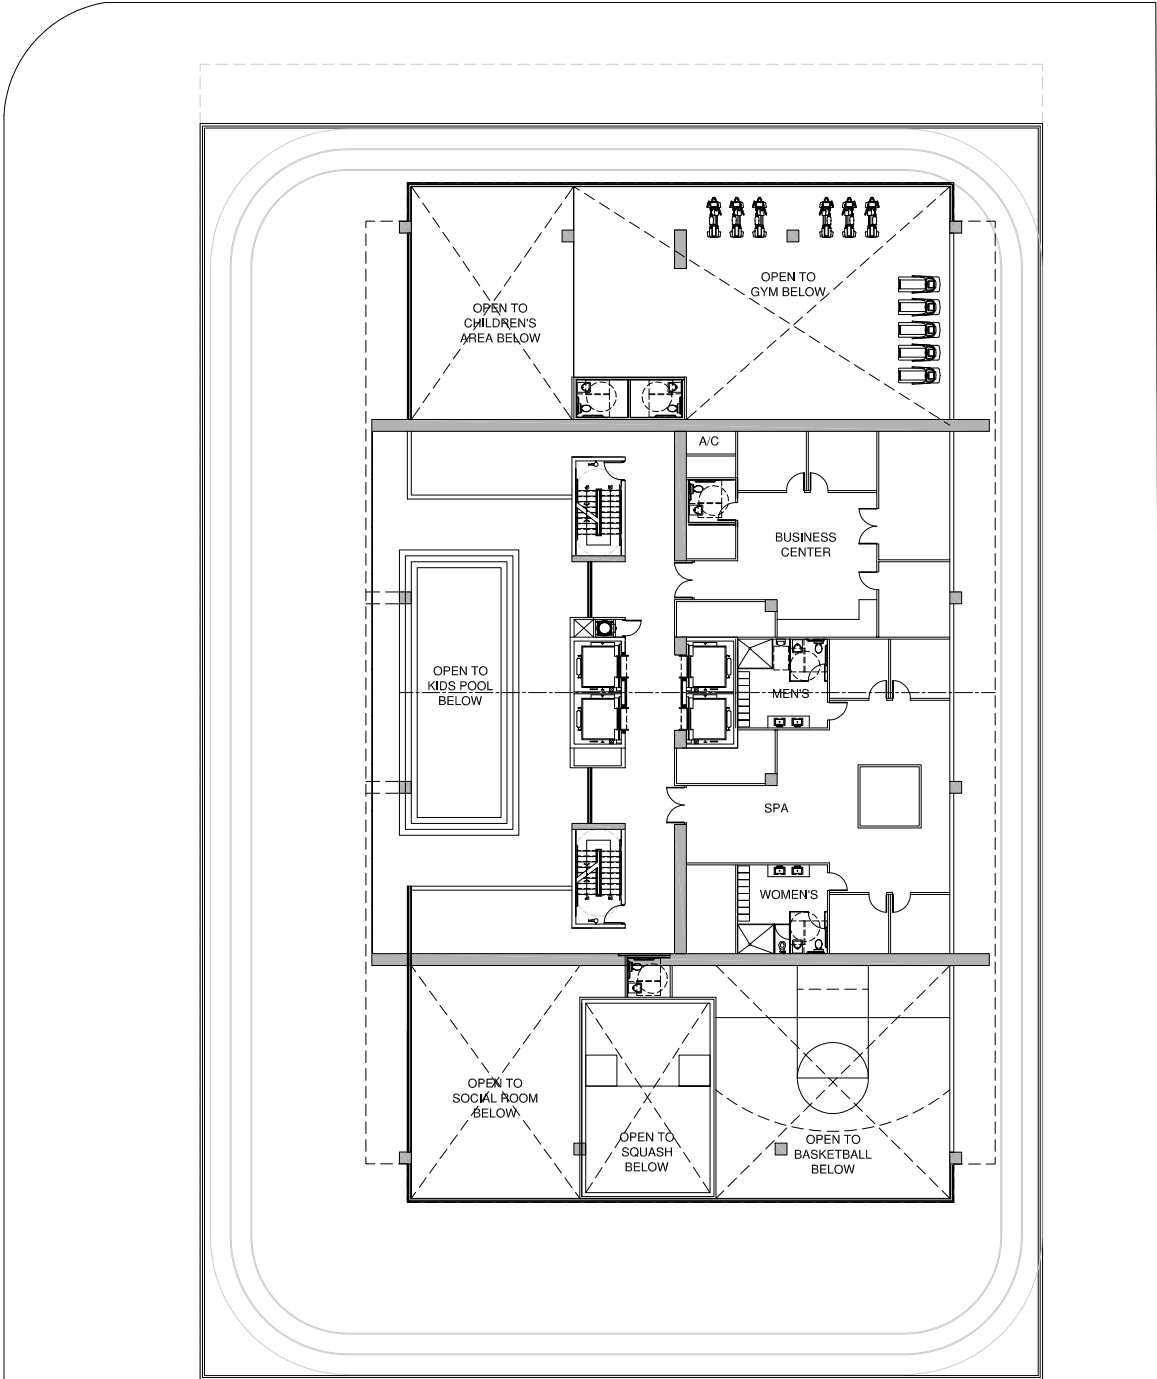 OPEN TO
GYM BELOW
OPEN TO
CHILDREN'S
AREA BELOW
A/C
BUSINESS
CENTER
OPEN TO
KIDS POOL
BELOW
MEN'S
SPA
WOMEN'S
OPEN TO
SOCIAL ROOM
BELOW
OPEN TO
SQUASH
BELOW
OPEN TO
BASKETBALL
BELOW